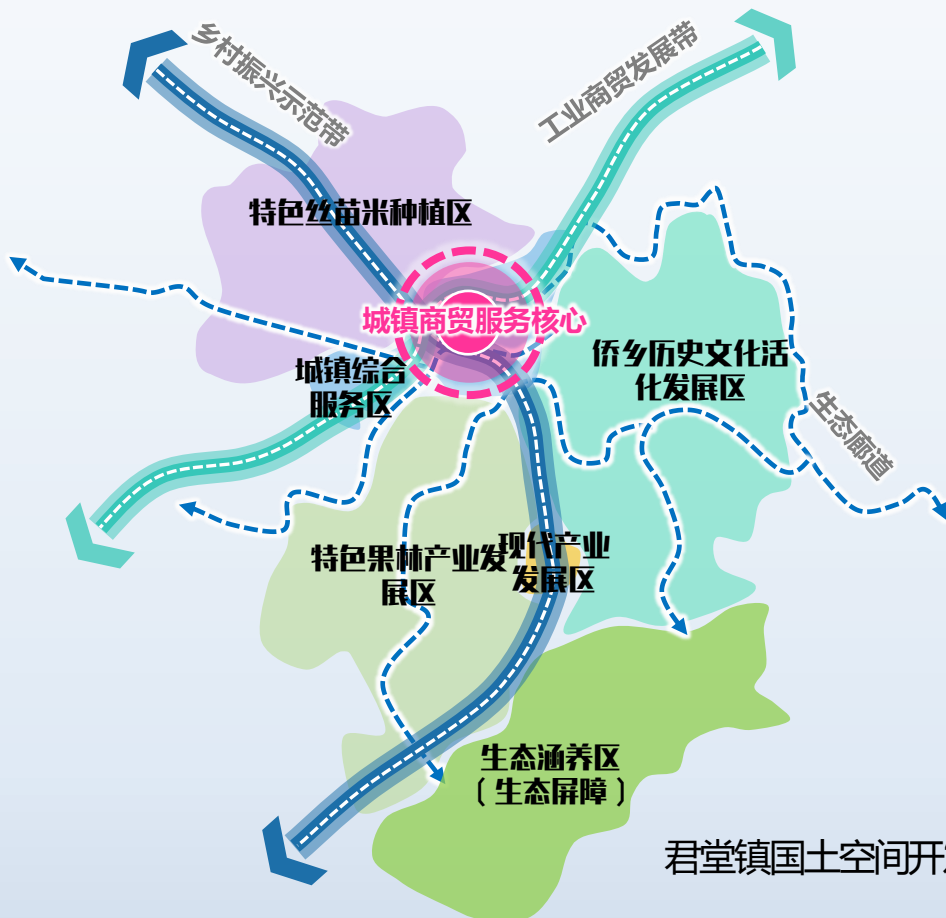 乡村振兴示范带
工业商贸发展带
特色丝苗米种植区
城镇商贸服务核心
侨乡历史文化活
化发展区
城镇综合
服务区
生态廊道
特色果林产业发
展区
现代产业
发展区
生态涵养区
（生态屏障）
君堂镇国土空间开